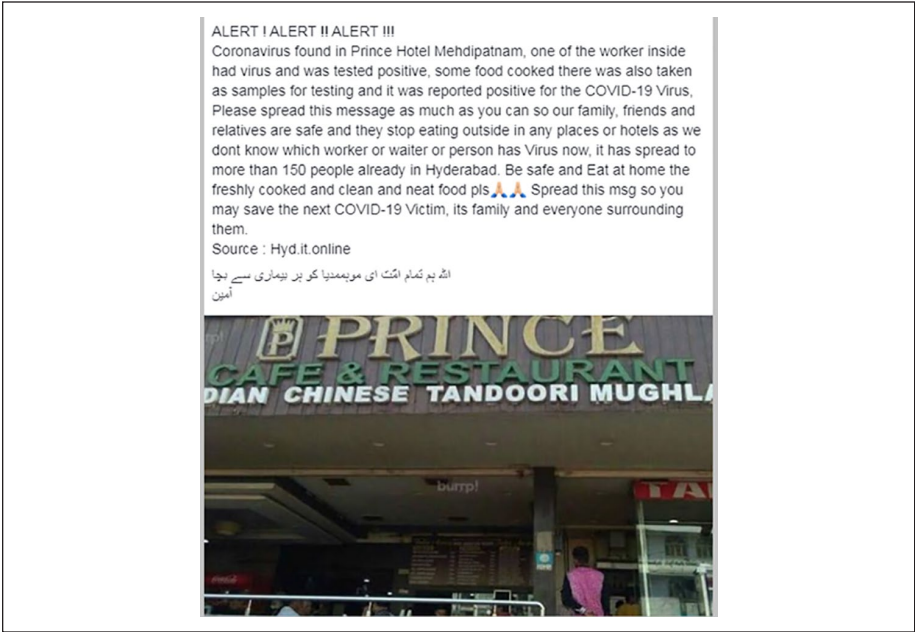 ALERT ! ALERT !! ALERT !!!
Coronavirus found in Prince Hotel Mehdipatnam, one of the worker inside
had virus and was tested positive, some food cooked there was also taken
as samples for testing and it was reported positive for the COVID-19 Virus,
Please spread this message as much as you can so our family, friends and
relatives are safe and they stop eating outside in any places or hotels as we
dont know which worker or waiter or person has Virus now, it has spread to
more than 150 people already in Hyderabad. Be safe and Eat at home the
freshly cooked and clean and neat food pls🙏🙏 Spread this msg so you
may save the next COVID-19 Victim, its family and everyone surrounding
them.
Source : Hyd.it.online
الله ہم تمام امّت ای موہممدیا کو ہر بیماری سے بچا
آمین
P PRINCE
CAFE & RESTAURANT
DIAN CHINESE TANDOORI MUGHLA
burrp!
TA